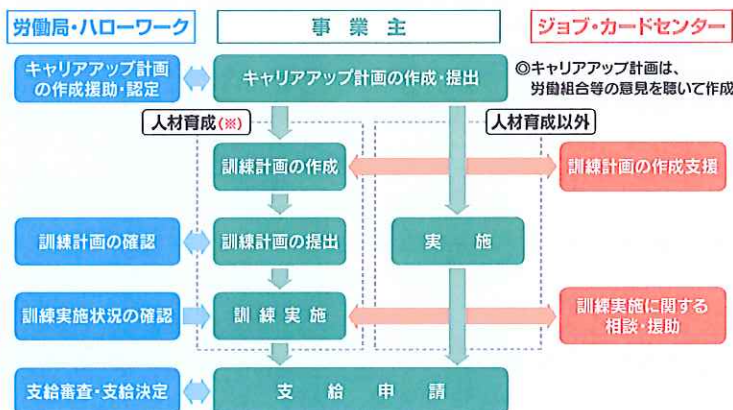 労働局・ハローワーク
事業主
ジョブ・カードセンター
キャリアアップ計画
の作成援助・認定
キャリアアップ計画の作成・提出
◎キャリアアップ計画は、
労働組合等の意見を聴いて作成
人材育成(※)
人材育成以外
訓練計画の作成
訓練計画の作成支援
訓練計画の確認
訓練計画の提出
実施
訓練実施状況の確認
訓練実施
訓練実施に関する
相談・援助
支給審査・支給決定
支給申請